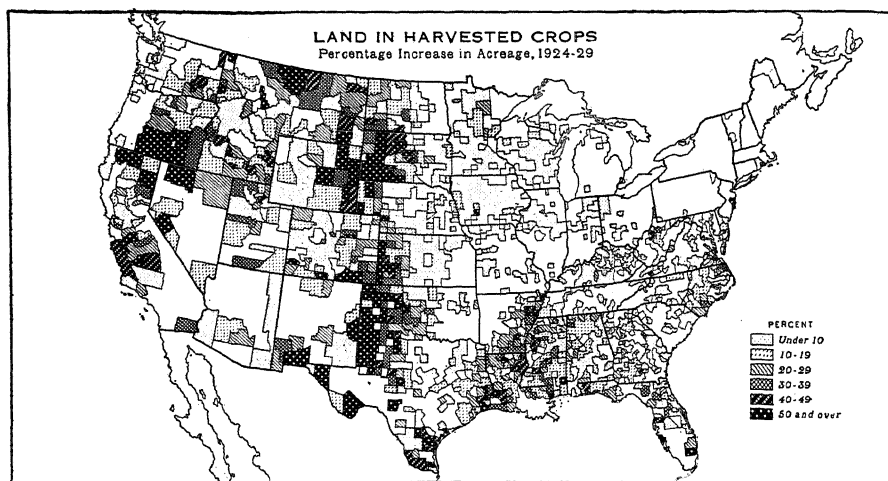 LAND IN HARVESTED CROPS
Percentage Increase in Acreage, 1924-29
PERCENT
Under 10
10-19
20-29
30-39
40-49
50 and over